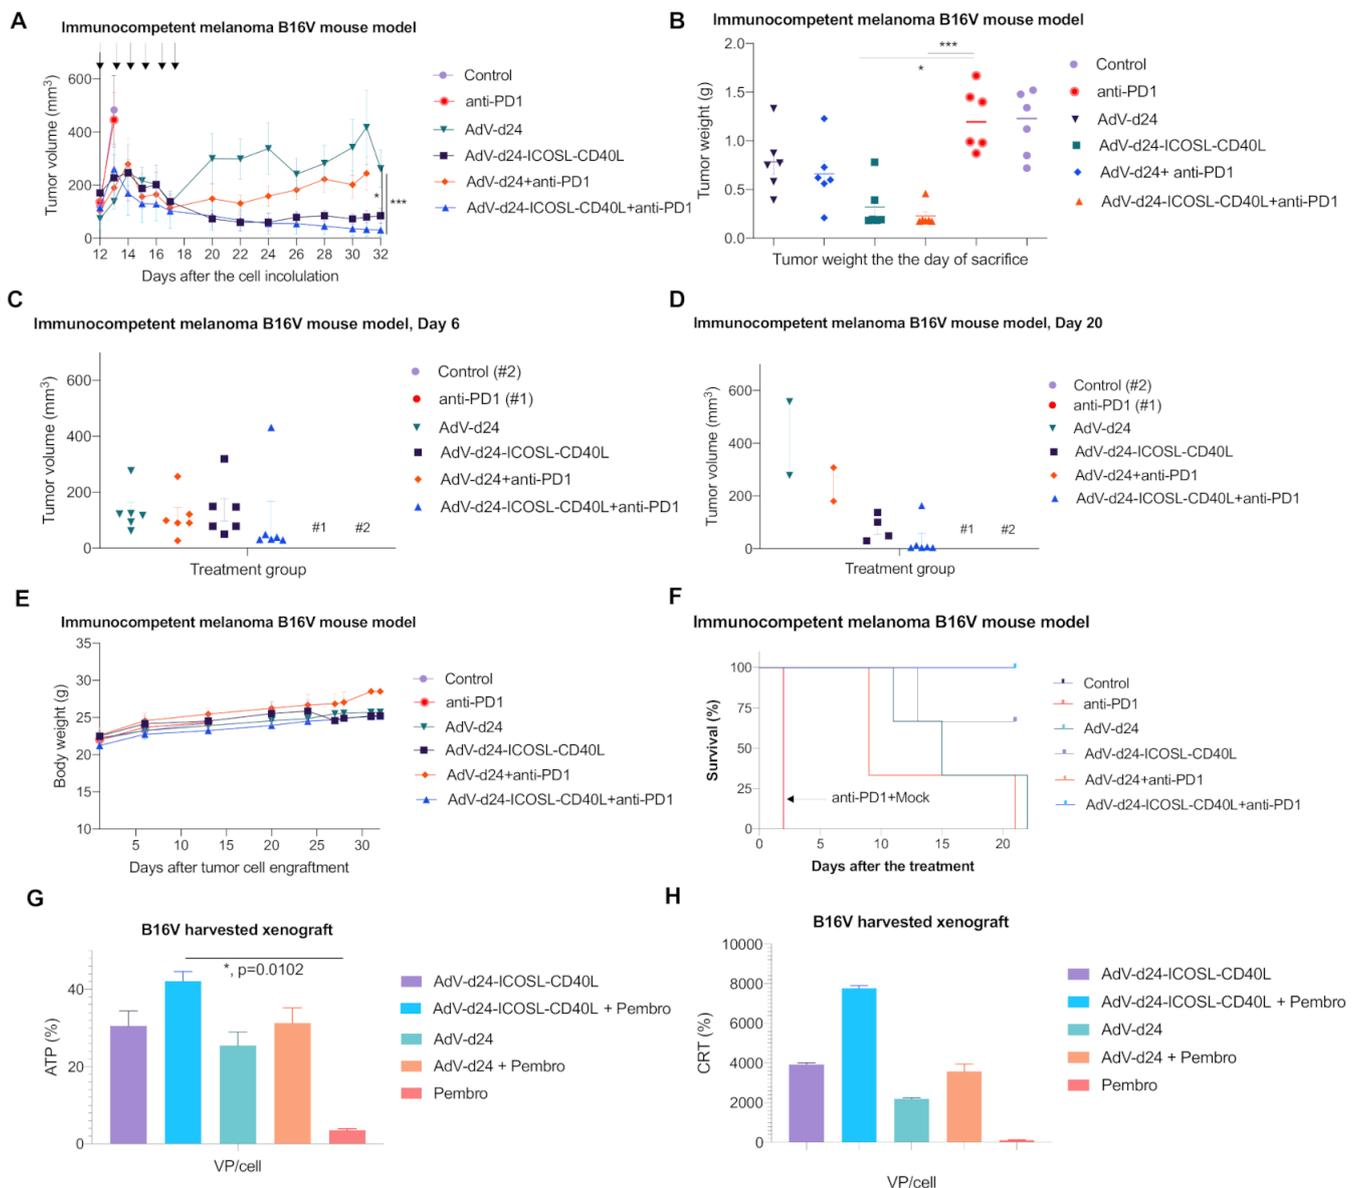 A
Immunocompetent melanoma B16V mouse model
Tumor volume (mm3)
600
400
200
0
12 14 16 18 20 22 24 26 28 30 32
Days after the cell incolulation
*
***
Control
anti-PD1
AdV-d24
AdV-d24-ICOSL-CD40L
AdV-d24+anti-PD1
AdV-d24-ICOSL-CD40L+anti-PD1
B
Immunocompetent melanoma B16V mouse model
Tumor weight (g)
2.0
1.5
1.0
0.5
0.0
***
*
Tumor weight the the day of sacrifice
Control
anti-PD1
AdV-d24
AdV-d24-ICOSL-CD40L
AdV-d24+ anti-PD1
AdV-d24-ICOSL-CD40L+anti-PD1
C
Immunocompetent melanoma B16V mouse model, Day 6
Tumor volume (mm3)
600
400
200
0
#1 #2
Treatment group
Control (#2)
anti-PD1 (#1)
AdV-d24
AdV-d24-ICOSL-CD40L
AdV-d24+anti-PD1
AdV-d24-ICOSL-CD40L+anti-PD1
D
Immunocompetent melanoma B16V mouse model, Day 20
Tumor volume (mm3)
600
400
200
0
#1 #2
Treatment group
Control (#2)
anti-PD1 (#1)
AdV-d24
AdV-d24-ICOSL-CD40L
AdV-d24+anti-PD1
AdV-d24-ICOSL-CD40L+anti-PD1
E
Immunocompetent melanoma B16V mouse model
Body weight (g)
35
30
25
20
15
10
5 10 15 20 25 30
Days after tumor cell engraftment
Control
anti-PD1
AdV-d24
AdV-d24-ICOSL-CD40L
AdV-d24+anti-PD1
AdV-d24-ICOSL-CD40L+anti-PD1
F
Immunocompetent melanoma B16V mouse model
Survival (%)
100
75
50
25
0
anti-PD1+Mock
0 5 10 15 20
Days after the treatment
Control
anti-PD1
AdV-d24
AdV-d24-ICOSL-CD40L
AdV-d24+anti-PD1
AdV-d24-ICOSL-CD40L+anti-PD1
G
B16V harvested xenograft
ATP (%)
40
20
0
*, p=0.0102
VP/cell
AdV-d24-ICOSL-CD40L
AdV-d24-ICOSL-CD40L + Pembro
AdV-d24
AdV-d24 + Pembro
Pembro
H
B16V harvested xenograft
CRT (%)
10000
8000
6000
4000
2000
0
VP/cell
AdV-d24-ICOSL-CD40L
AdV-d24-ICOSL-CD40L + Pembro
AdV-d24
AdV-d24 + Pembro
Pembro